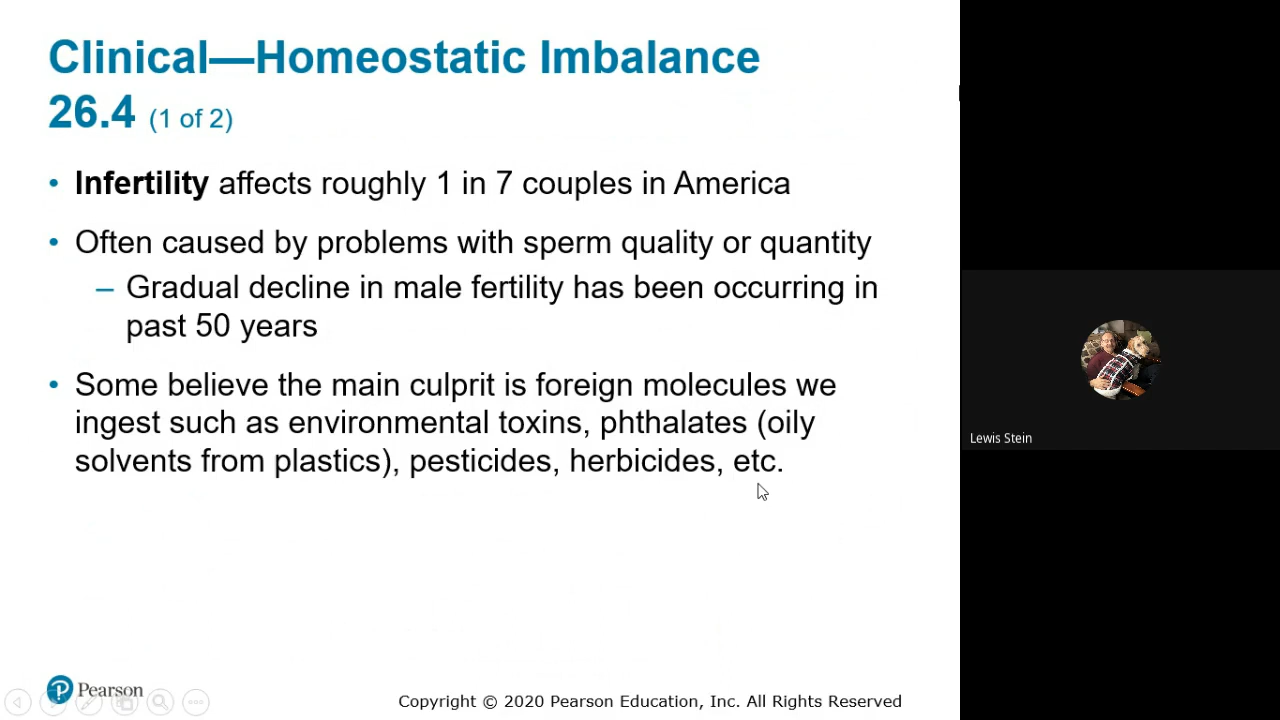 Clinical—Homeostatic Imbalance
26.4 (1 of 2)
• Infertility affects roughly 1 in 7 couples in America
• Often caused by problems with sperm quality or quantity
– Gradual decline in male fertility has been occurring in
past 50 years
• Some believe the main culprit is foreign molecules we
ingest such as environmental toxins, phthalates (oily
solvents from plastics), pesticides, herbicides, etc.
Lewis Stein
P Pearson
Copyright © 2020 Pearson Education, Inc. All Rights Reserved